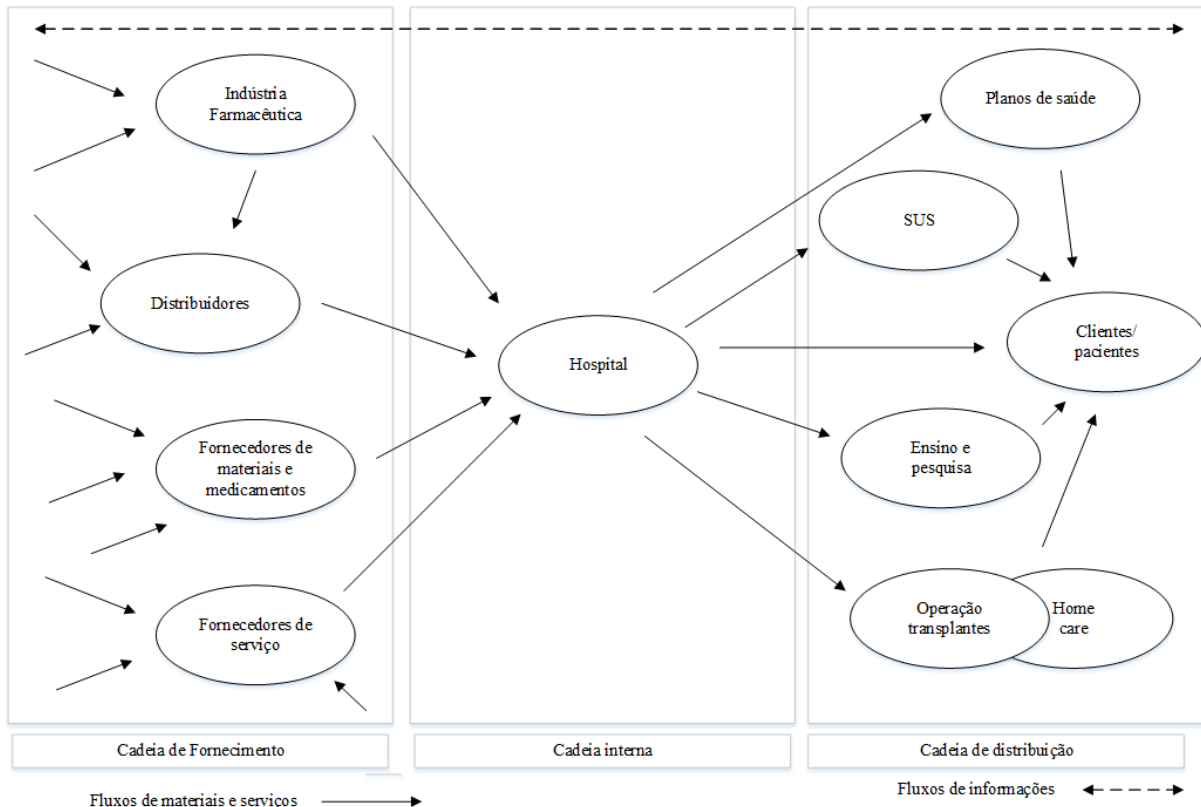 Indústria
Farmacêutica
Planos de saúde
SUS
Distribuidores
Clientes/
pacientes
Hospital
Fornecedores de
materiais e
medicamentos
Ensino e
pesquisa
Fornecedores de
serviço
Operação
transplantes
Home
care
Cadeia de Fornecimento
Cadeia interna
Cadeia de distribuição
Fluxos de materiais e serviços
Fluxos de informações